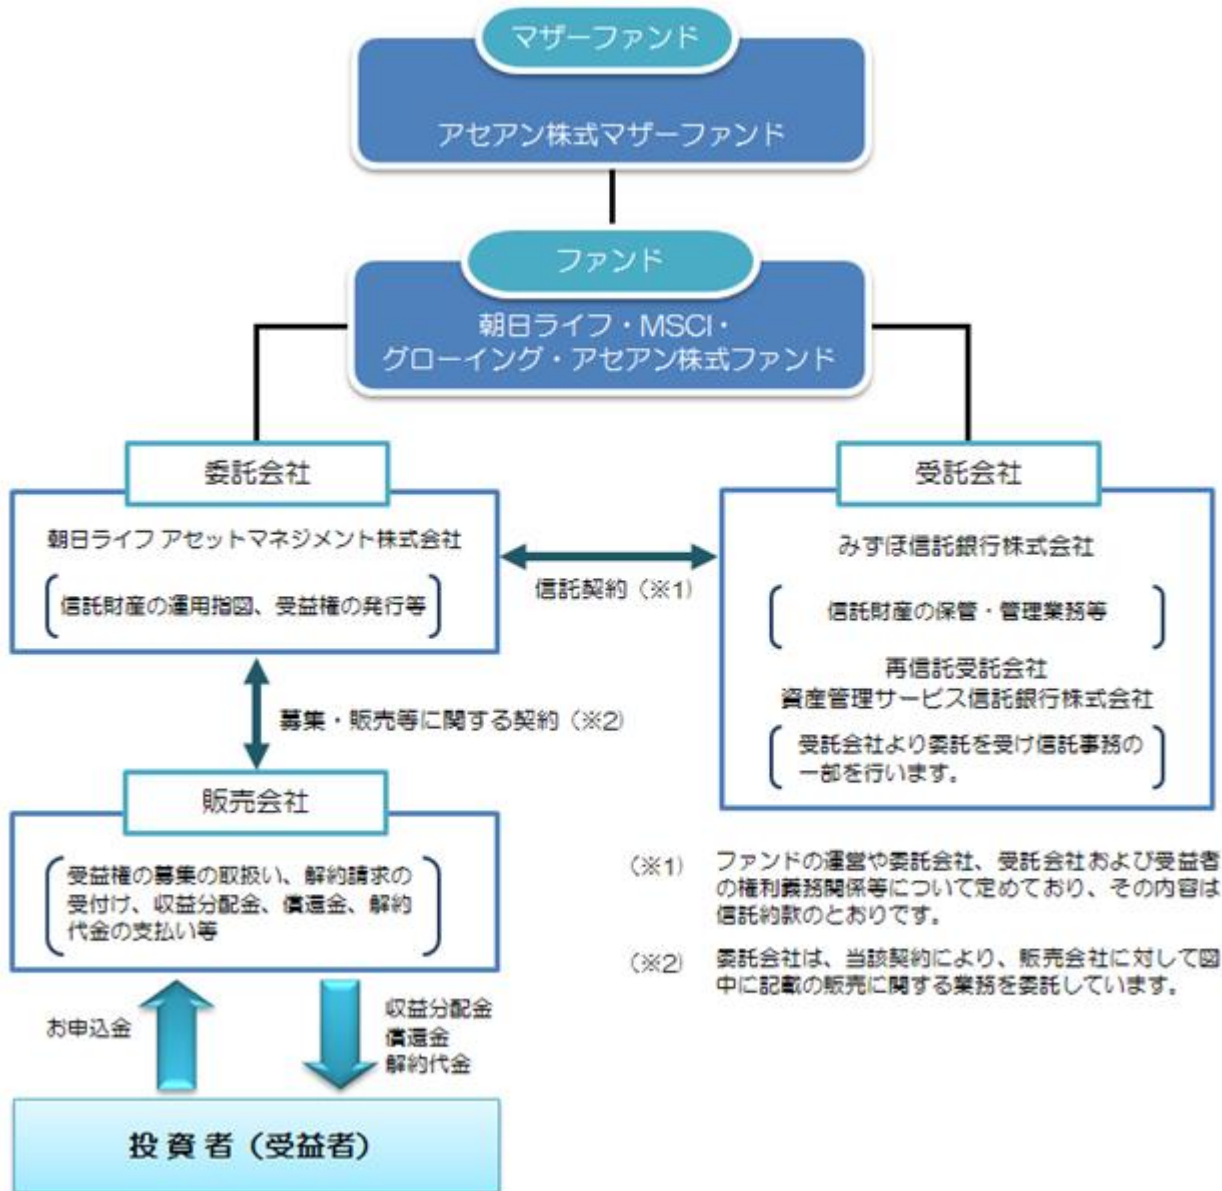 マザーファンド
アセアン株式マザーファンド
ファンド
朝日ライフ・MSCI・
グローイング・アセアン株式ファンド
委託会社
朝日ライフ アセットマネジメント株式会社
信託財産の運用指図、受益権の発行等
信託契約（※1）
受託会社
みずほ信託銀行株式会社
信託財産の保管・管理業務等
再信託受託会社
資産管理サービス信託銀行株式会社
受託会社より委託を受け信託事務の
一部を行います。
募集・販売等に関する契約（※2）
販売会社
受益権の募集の取扱い、解約請求の
受付け、収益分配金、償還金、解約
代金の支払い等
（※1） ファンドの運営や委託会社、受託会社および受益者
の権利義務関係等について定めており、その内容は
信託約款のとおりです。
（※2） 委託会社は、当該契約により、販売会社に対して図
中に記載の販売に関する業務を委託しています。
お申込金
収益分配金
償還金
解約代金
投資者（受益者）